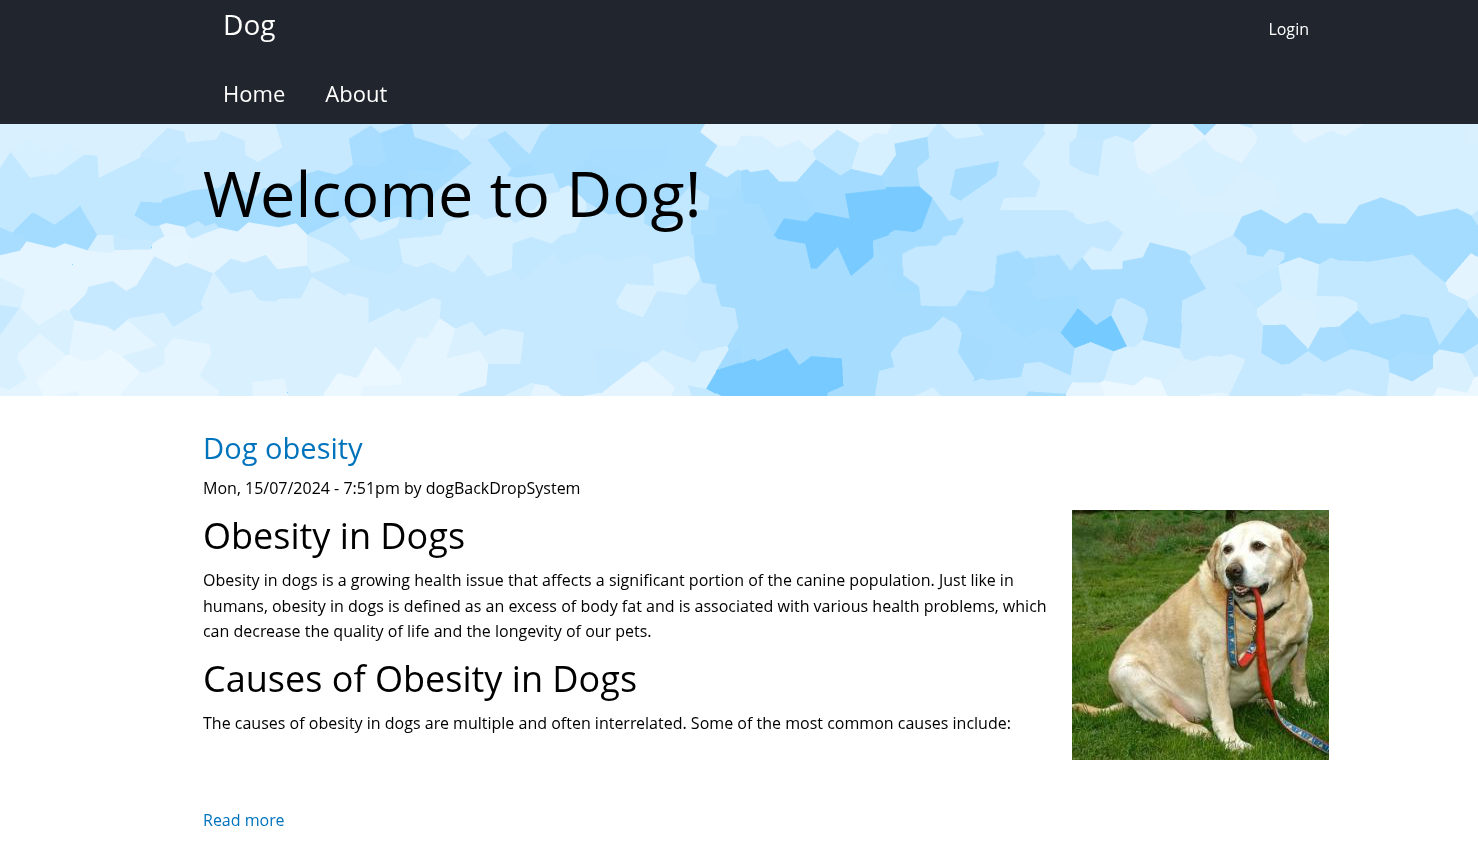 Dog
Login
Home About
Welcome to Dog!
Dog obesity
Mon, 15/07/2024 - 7:51pm by dogBackDropSystem
Obesity in Dogs
Obesity in dogs is a growing health issue that affects a significant portion of the canine population. Just like in
humans, obesity in dogs is defined as an excess of body fat and is associated with various health problems, which
can decrease the quality of life and the longevity of our pets.
Causes of Obesity in Dogs
The causes of obesity in dogs are multiple and often interrelated. Some of the most common causes include:
Read more